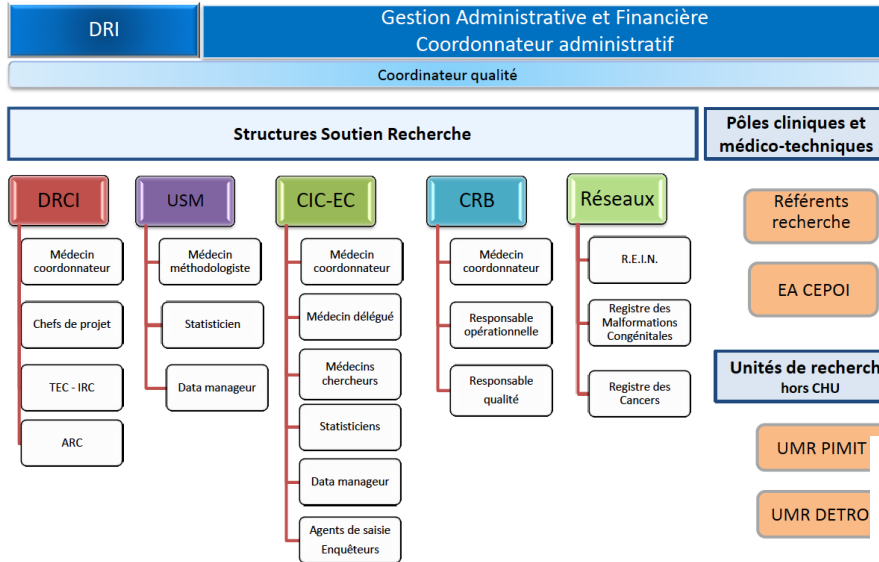 DRI
Gestion Administrative et Financière
Coordonnateur administratif
Coordinateur qualité
Structures Soutien Recherche
Pôles cliniques et
médico-techniques
DRCI
USM
CIC-EC
CRB
Réseaux
Médecin
coordonnateur
Chefs de projet
TEC - IRC
ARC
Médecin
méthodologiste
Statisticien
Data manageur
Médecin
coordonnateur
Médecin délégué
Médecins
chercheurs
Statisticiens
Data manageur
Agents de saisie
Enquêteurs
Médecin
coordonnateur
Responsable
opérationnelle
Responsable
qualité
R.E.I.N.
Registre des
Malformations
Congénitales
Registre des
Cancers
Référents
recherche
EA CEPOI
Unités de recherch
hors CHU
UMR PIMIT
UMR DETRO